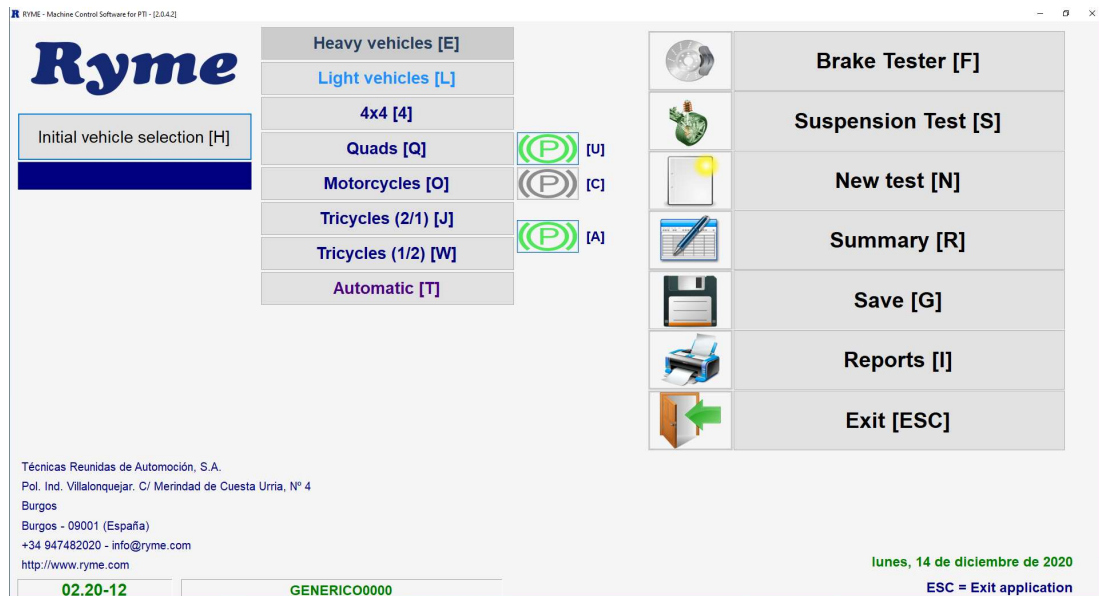 RYME - Machine Control Software for PTI - [2.0.4.2]
Ryme
Initial vehicle selection [H]
Heavy vehicles [E]
Light vehicles [L]
4x4 [4]
Quads [Q]
Motorcycles [O]
Tricycles (2/1) [J]
Tricycles (1/2) [W]
Automatic [T]
(P) [U]
(P) [C]
(P) [A]
Brake Tester [F]
Suspension Test [S]
New test [N]
Summary [R]
Save [G]
Reports [I]
Exit [ESC]
Técnicas Reunidas de Automoción, S.A.
Pol. Ind. Villalonquejar. C/ Merindad de Cuesta Urria, Nº 4
Burgos
Burgos - 09001 (España)
+34 947482020 - info@ryme.com
http://www.ryme.com
02.20-12
GENERICO0000
lunes, 14 de diciembre de 2020
ESC = Exit application